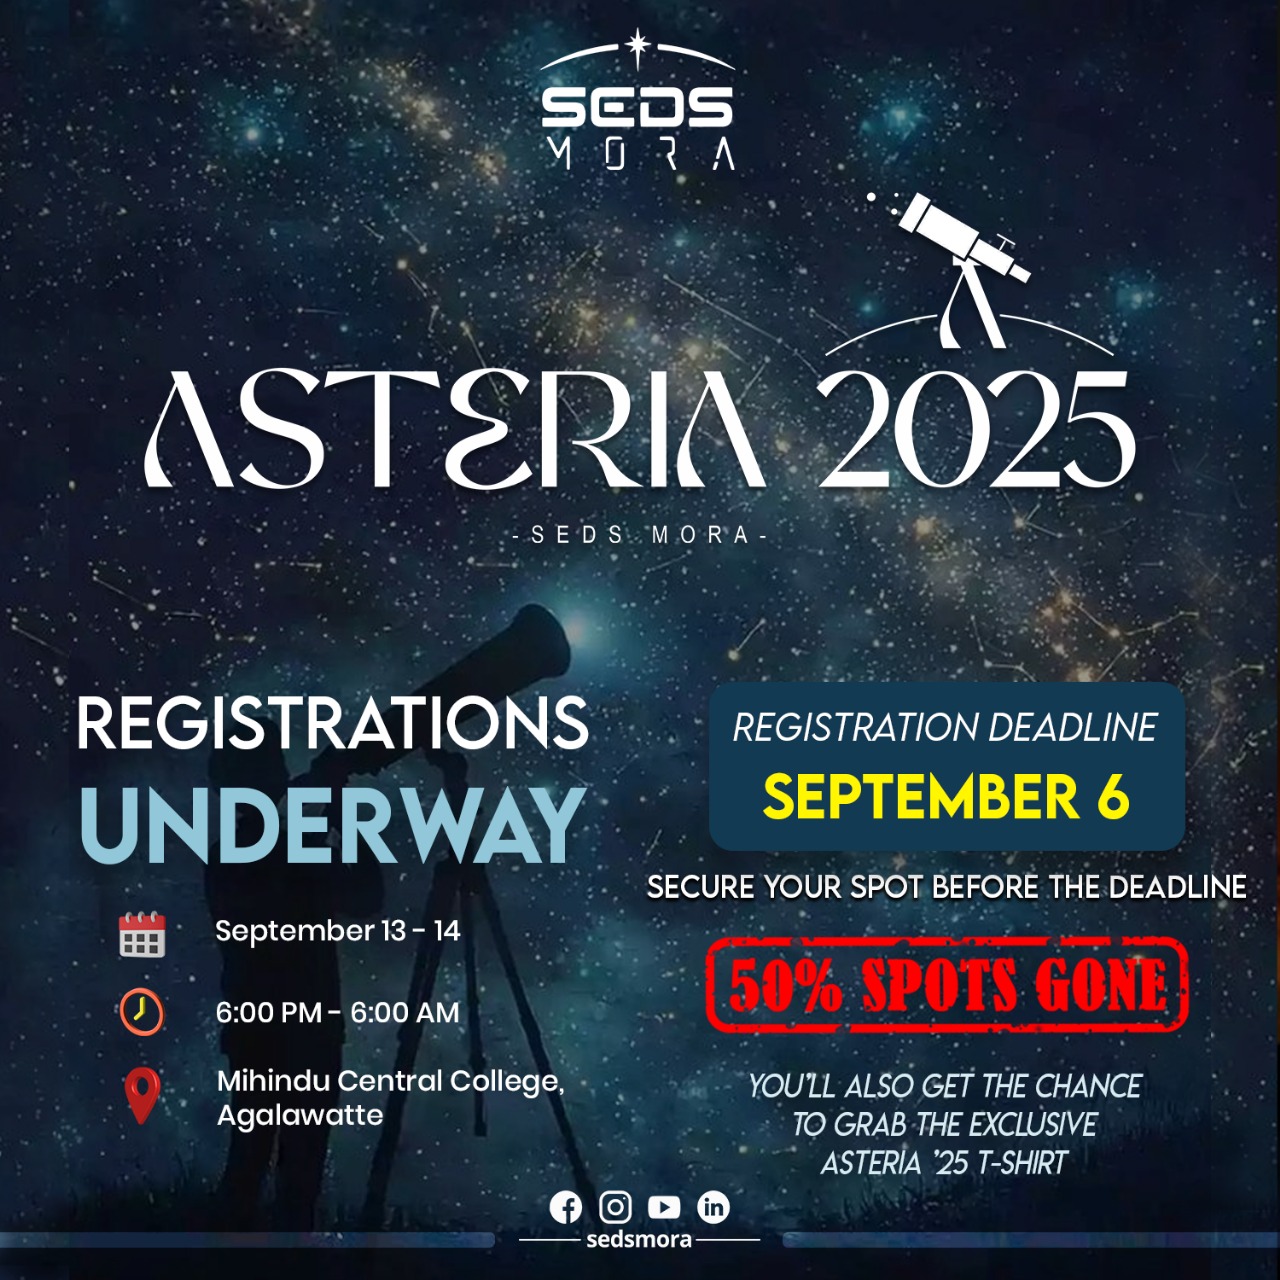 SEDS
MORA
ASTERIA 2025
-SEDS MORA-
REGISTRATIONS
UNDERWAY
September 13 - 14
6:00 PM - 6:00 AM
Mihindu Central College,
Agalawatte
REGISTRATION DEADLINE
SEPTEMBER 6
SECURE YOUR SPOT BEFORE THE DEADLINE
50% SPOTS GONE
YOU'LL ALSO GET THE CHANCE
TO GRAB THE EXCLUSIVE
ASTERIA '25 T-SHIRT
sedsmora